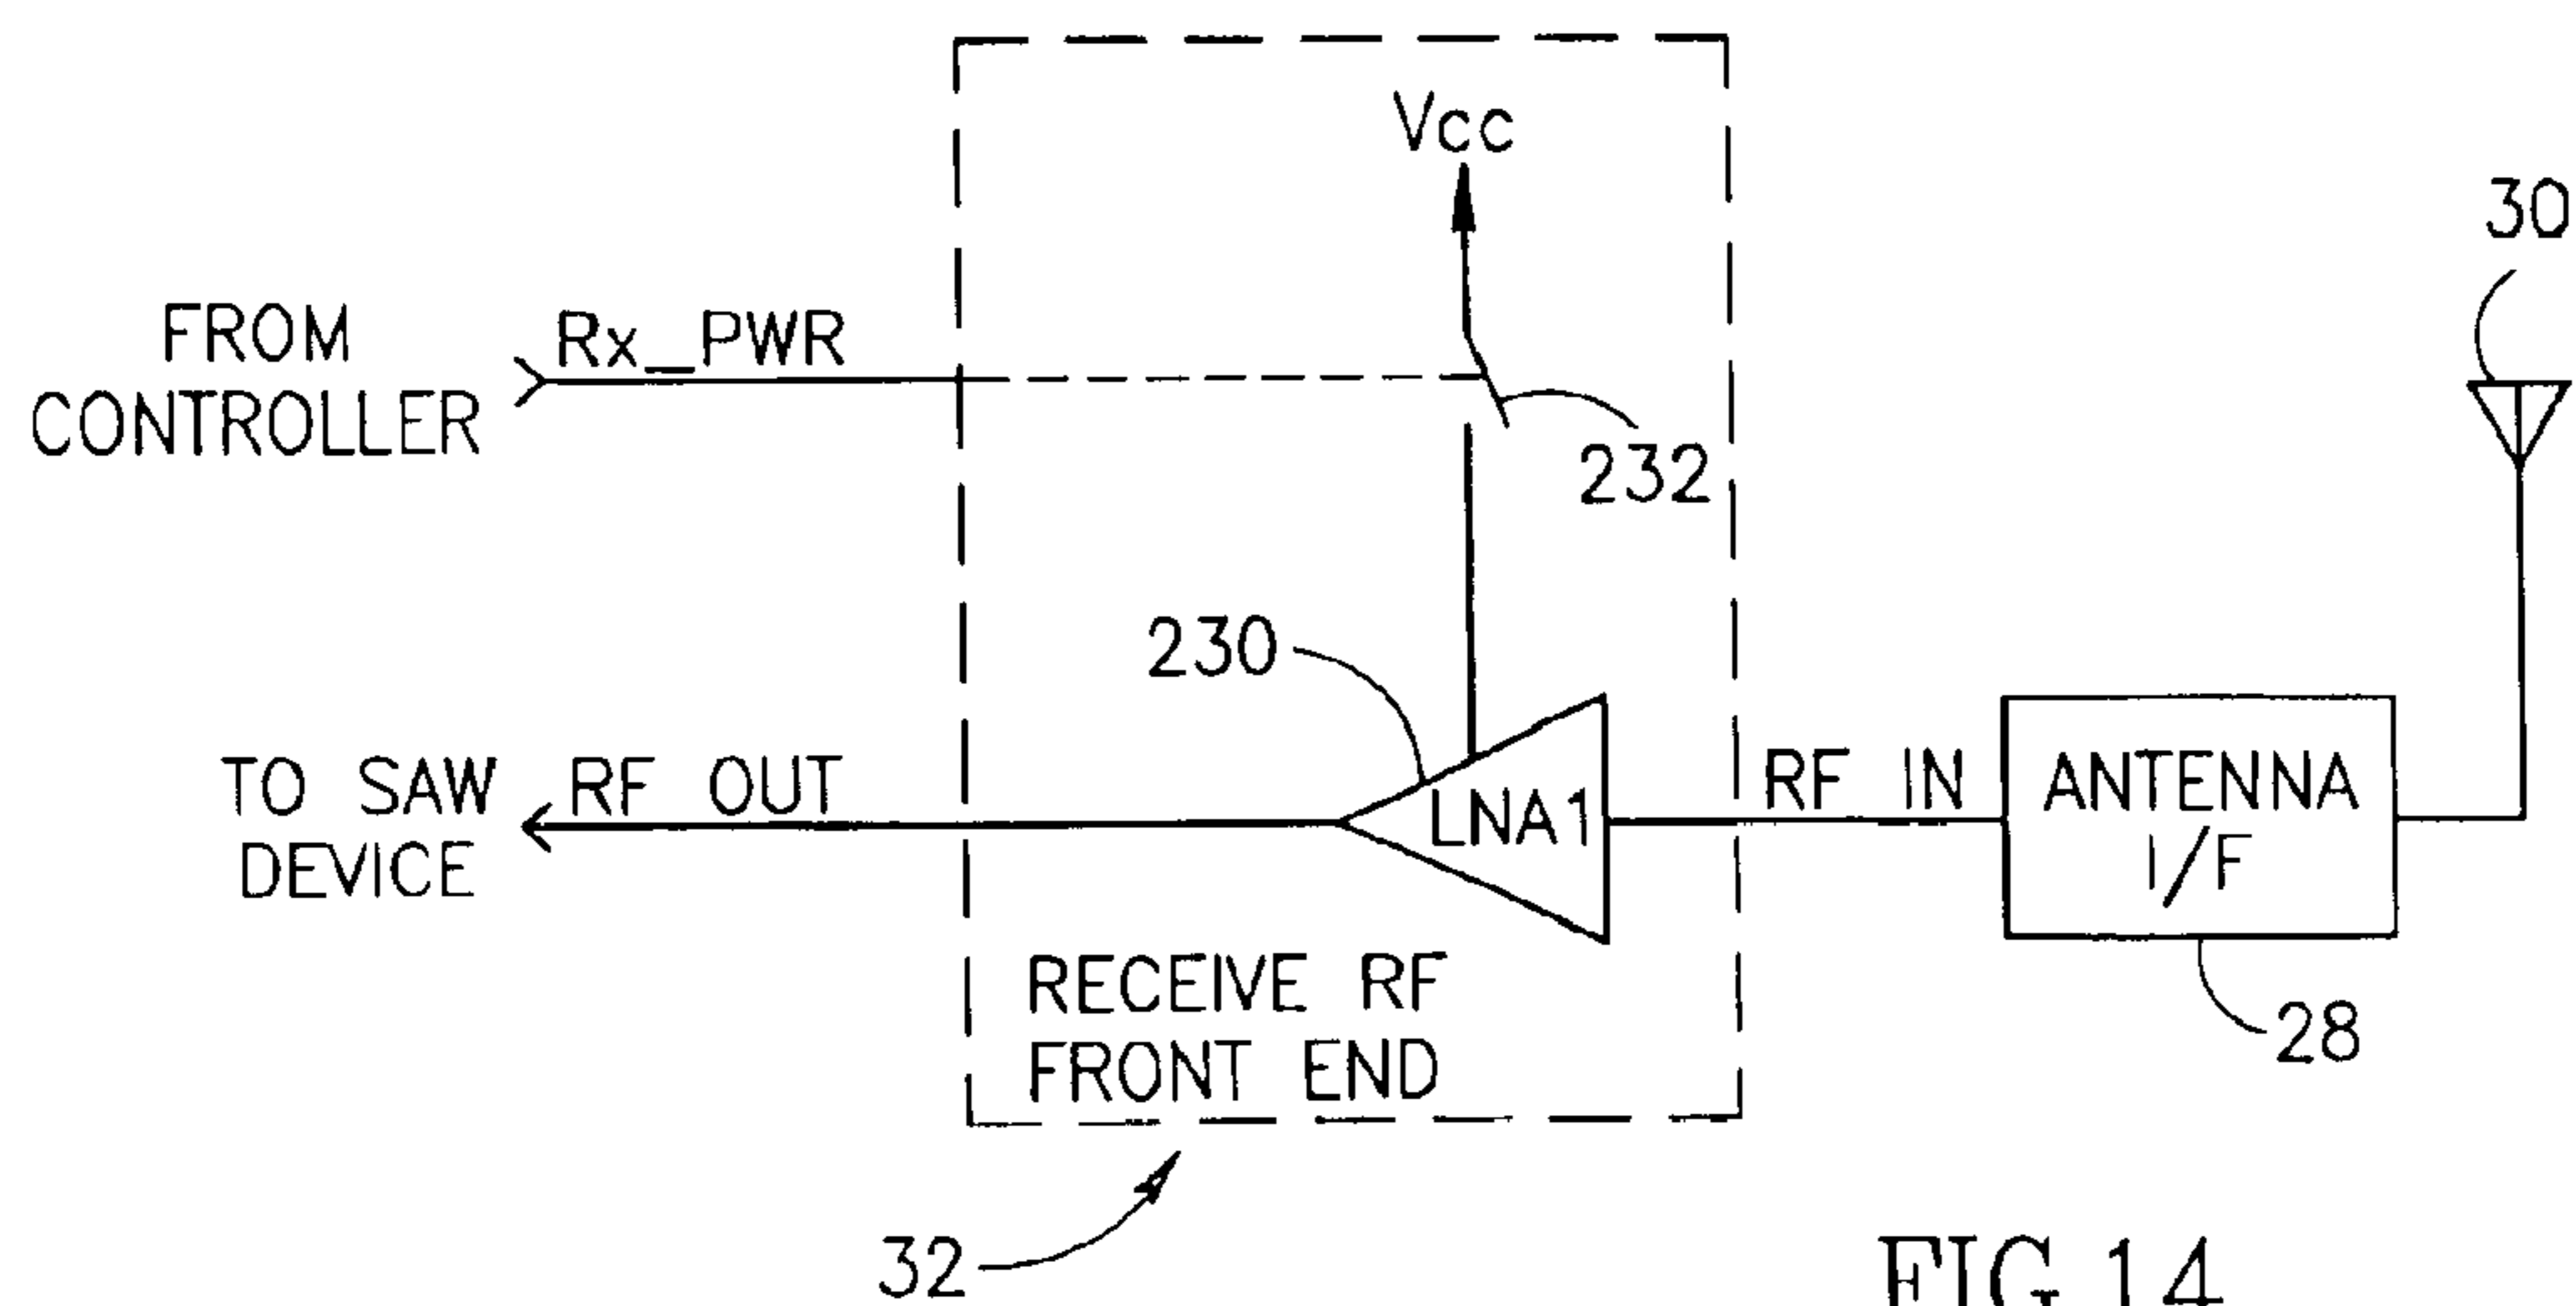 Vcc
30
FROM
CONTROLLER
Rx_PWR
232
230
TO SAW
DEVICE
RF OUT
LNA1
RF IN
ANTENNA
I/F
RECEIVE RF
FRONT END
28
32
FIG.14